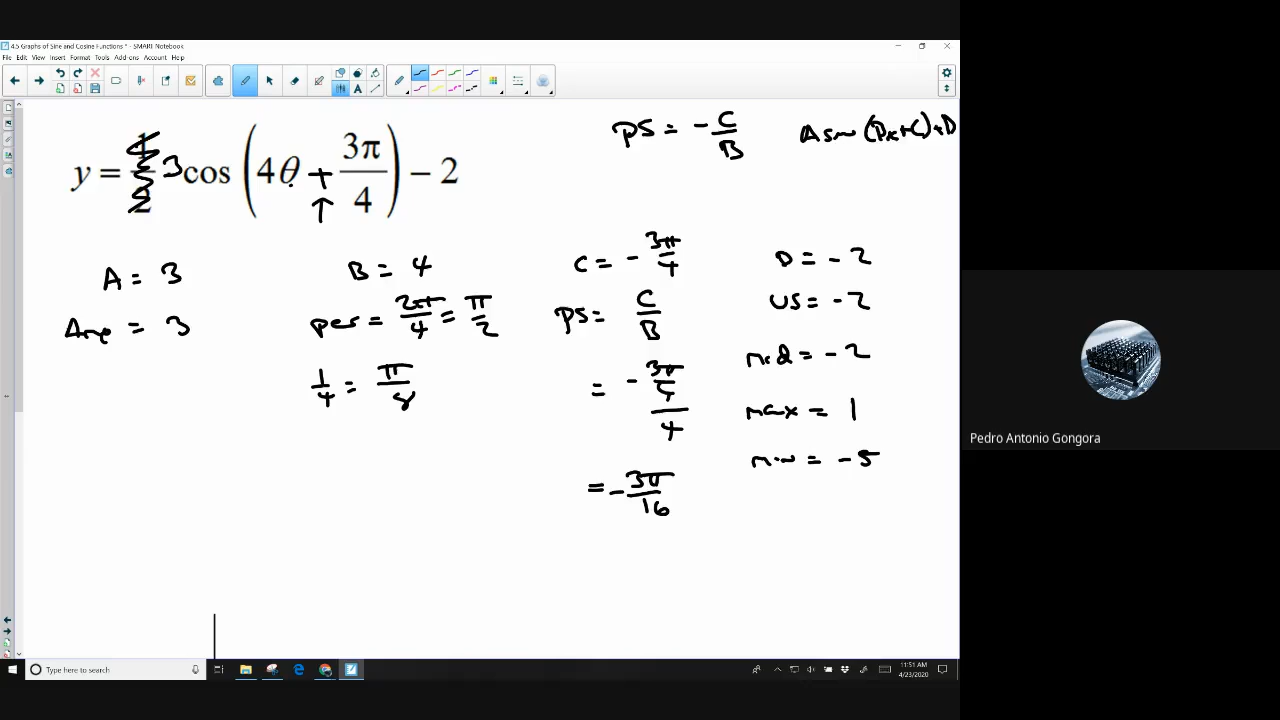 4.5 Graphs of Sine and Cosine Functions * - SMART Notebook
File Edit View Insert Format Tools Add-ons Account Help
PS = - C/B   A sin (Bx+C)+D
y = 3 cos (4θ + 3π/4) - 2
↑
A = 3   B = 4   C = - 3π/4   D = - 2
Amp = 3   per = 2π/4 = π/2   PS = C/B   VS = - 2
1/4 = π/8   = - 3π/4/4   mid = - 2
max = 1
= - 3π/16   min = - 5
Pedro Antonio Gongora
Type here to search
11:51 AM
4/23/2020